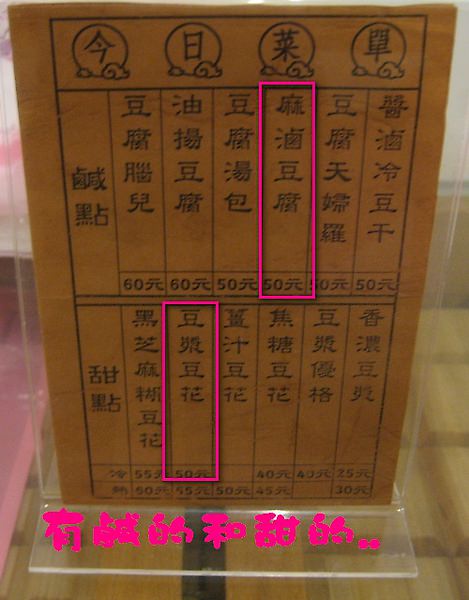 今日菜單
鹹點
豆腐腦兒
油揚豆腐
豆腐湯包
麻滷豆腐
豆腐天婦羅
醬滷冷豆干
60元 60元 50元 50元 50元 50元
甜點
黑芝麻糊豆花
豆漿豆花
薑汁豆花
焦糖豆花
豆漿優格
香濃豆漿
冷 55元 50元 40元 40元 25元
熱 60元 55元 50元 45元 30元
有鹹的和甜的..